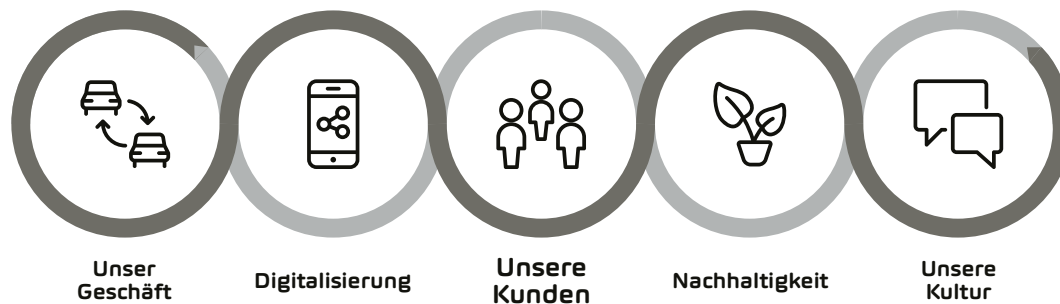 Unser
Geschäft
Digitalisierung
Unsere
Kunden
Nachhaltigkeit
Unsere
Kultur